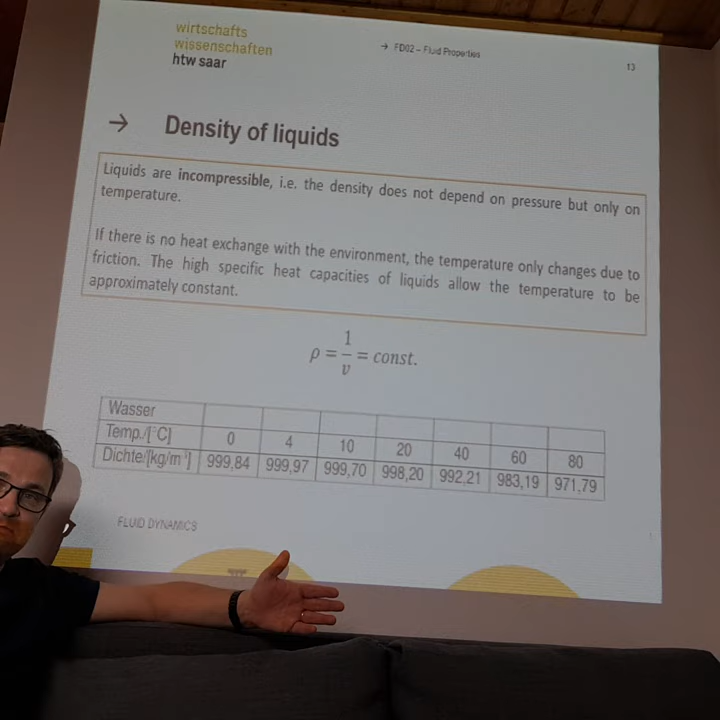 wirtschafts
wissenschaften
htw saar
→ FD02 – Fluid Properties
13
→ Density of liquids
Liquids are incompressible, i.e. the density does not depend on pressure but only on
temperature.
If there is no heat exchange with the environment, the temperature only changes due to
friction. The high specific heat capacities of liquids allow the temperature to be
approximately constant.
ρ = 1/v = const.
Wasser
Temp./[°C] 0 4 10 20 40 60 80
Dichte/[kg/m³] 999,84 999,97 999,70 998,20 992,21 983,19 971,79
FLUID DYNAMICS